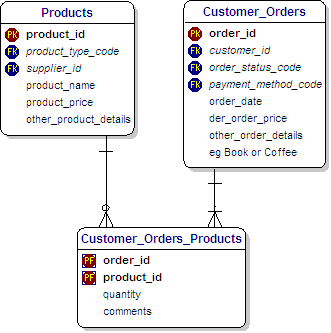 Products
PK product_id
FK product_type_code
FK supplier_id
product_name
product_price
other_product_details
Customer_Orders
PK order_id
FK customer_id
FK order_status_code
FK payment_method_code
order_date
der_order_price
other_order_details
eg Book or Coffee
Customer_Orders_Products
PF order_id
PF product_id
quantity
comments